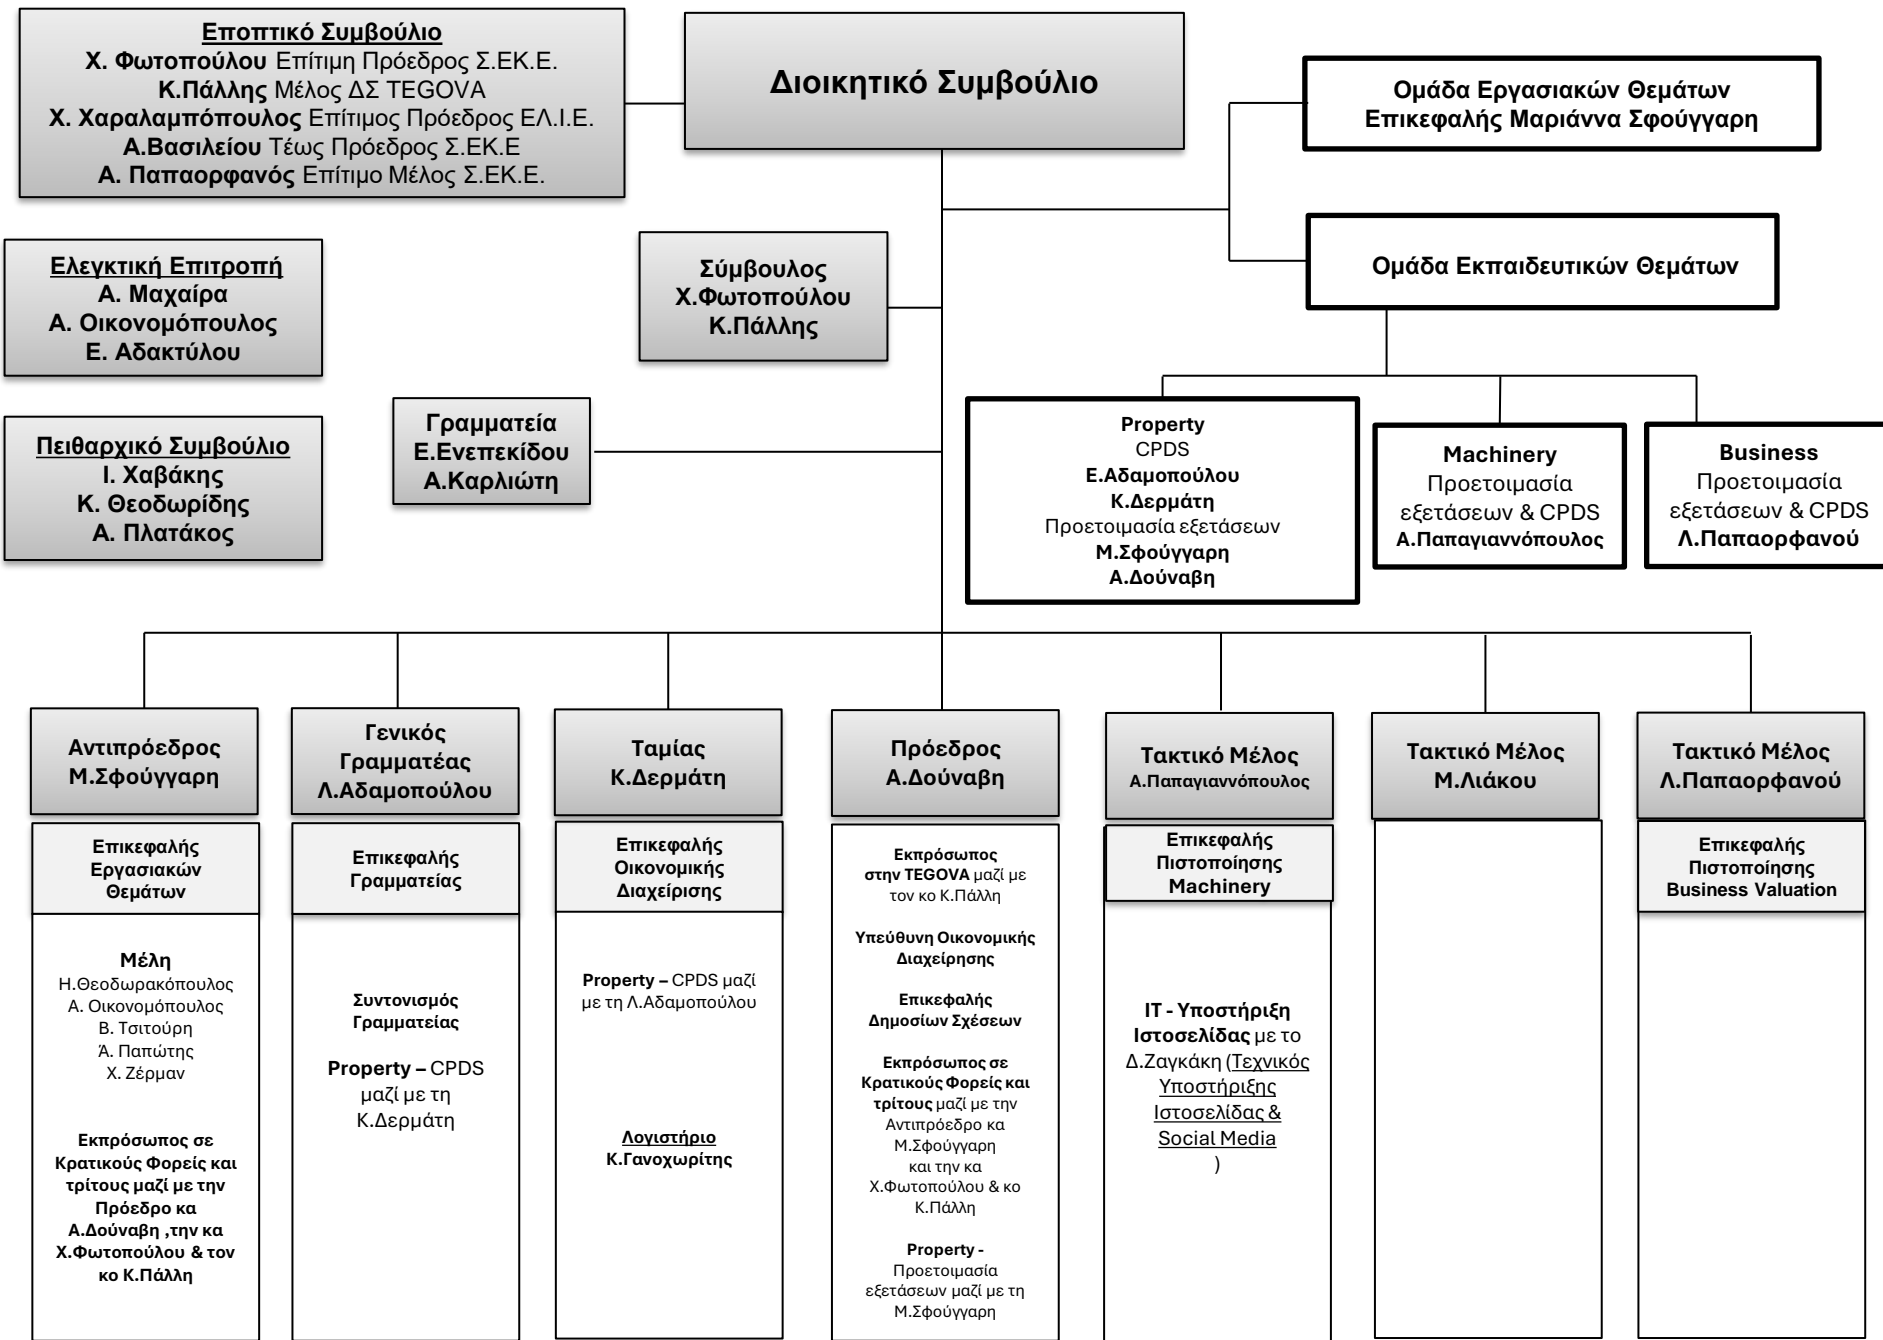 Εποπτικό Συμβούλιο
Χ. Φωτοπούλου Επίτιμη Πρόεδρος Σ.ΕΚ.Ε.
Κ.Πάλλης Μέλος ΔΣ TEGOVA
Χ. Χαραλαμπόπουλος Επίτιμος Πρόεδρος ΕΛ.Ι.Ε.
Α.Βασιλείου Τέως Πρόεδρος Σ.ΕΚ.Ε
Α. Παπαορφανός Επίτιμο Μέλος Σ.ΕΚ.Ε.
Διοικητικό Συμβούλιο
Ομάδα Εργασιακών Θεμάτων
Επικεφαλής Μαριάννα Σφούγγαρη
Ομάδα Εκπαιδευτικών Θεμάτων
Ελεγκτική Επιτροπή
Α. Μαχαίρα
Α. Οικονομόπουλος
Ε. Αδακτύλου
Σύμβουλος
Χ.Φωτοπούλου
Κ.Πάλλης
Πειθαρχικό Συμβούλιο
Ι. Χαβάκης
Κ. Θεοδωρίδης
Α. Πλατάκος
Γραμματεία
Ε.Ενεπεκίδου
Α.Καρλιώτη
Property
CPDS
Ε.Αδαμοπούλου
Κ.Δερμάτη
Προετοιμασία εξετάσεων
Μ.Σφούγγαρη
Α.Δούναβη
Machinery
Προετοιμασία
εξετάσεων & CPDS
Α.Παπαγιαννόπουλος
Business
Προετοιμασία
εξετάσεων & CPDS
Λ.Παπαορφανού
Αντιπρόεδρος
Μ.Σφούγγαρη
Επικεφαλής
Εργασιακών
Θεμάτων
Μέλη
Η.Θεοδωρακόπουλος
Α. Οικονομόπουλος
Β. Τσιτούρη
Ά. Παπώτης
Χ. Ζέρμαν
Εκπρόσωπος σε
Κρατικούς Φορείς και
τρίτους μαζί με την
Πρόεδρο κα
Α.Δούναβη ,την κα
Χ.Φωτοπούλου & τον
κο Κ.Πάλλη
Γενικός
Γραμματέας
Λ.Αδαμοπούλου
Επικεφαλής
Γραμματείας
Συντονισμός
Γραμματείας
Property – CPDS
μαζί με τη
Κ.Δερμάτη
Ταμίας
Κ.Δερμάτη
Επικεφαλής
Οικονομικής
Διαχείρισης
Property – CPDS μαζί
με τη Λ.Αδαμοπούλου
Λογιστήριο
Κ.Γανοχωρίτης
Πρόεδρος
Α.Δούναβη
Εκπρόσωπος
στην TEGOVA μαζί με
τον κο Κ.Πάλλη
Υπεύθυνη Οικονομικής
Διαχείρησης
Επικεφαλής
Δημοσίων Σχέσεων
Εκπρόσωπος σε
Κρατικούς Φορείς και
τρίτους μαζί με την
Αντιπρόεδρο κα
Μ.Σφούγγαρη
και την κα
Χ.Φωτοπούλου & κο
Κ.Πάλλη
Property -
Προετοιμασία
εξετάσεων μαζί με τη
Μ.Σφούγγαρη
Τακτικό Μέλος
Α.Παπαγιαννόπουλος
Επικεφαλής
Πιστοποίησης
Machinery
IT - Υποστήριξη
Ιστοσελίδας με το
Δ.Ζαγκάκη (Τεχνικός
Υποστήριξης
Ιστοσελίδας &
Social Media
)
Τακτικό Μέλος
Μ.Λιάκου
Τακτικό Μέλος
Λ.Παπαορφανού
Επικεφαλής
Πιστοποίησης
Business Valuation